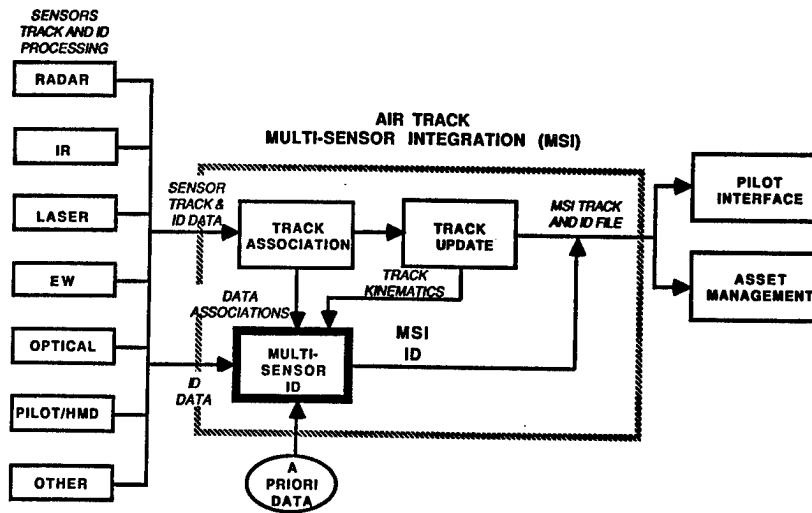 SENSORS
TRACK AND ID
PROCESSING
RADAR
IR
LASER
EW
OPTICAL
PILOT/HMD
OTHER
AIR TRACK
MULTI-SENSOR INTEGRATION (MSI)
SENSOR
TRACK &
ID DATA
TRACK
ASSOCIATION
TRACK
UPDATE
MSI TRACK
AND ID FILE
PILOT
INTERFACE
ASSET
MANAGEMENT
TRACK
KINEMATICS
DATA
ASSOCIATIONS
MULTI-
SENSOR
ID
MSI
ID
ID
DATA
A
PRIORI
DATA